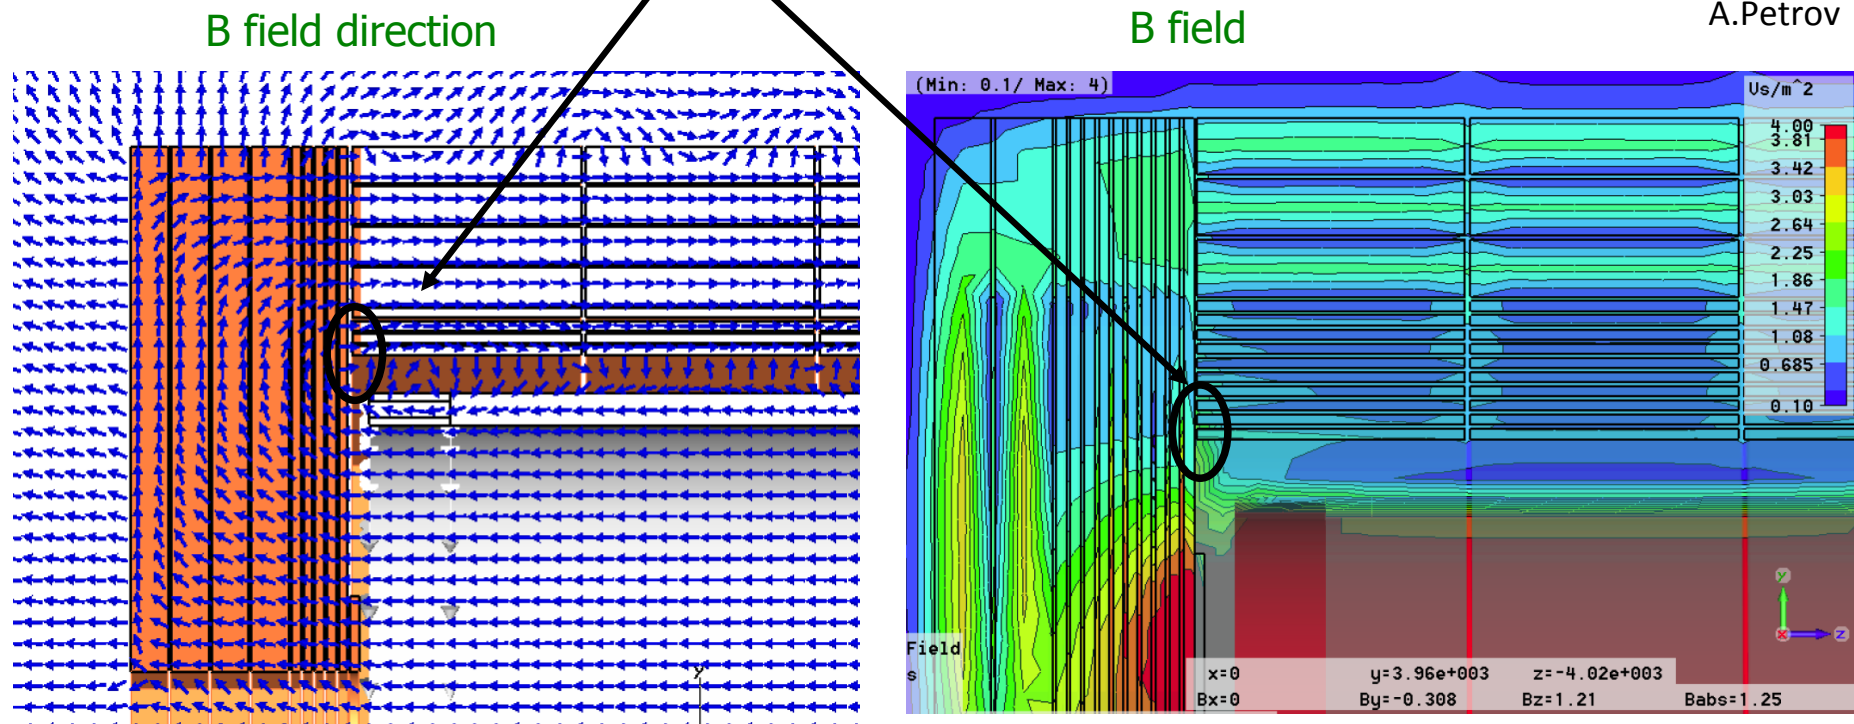 A.Petrov
B field direction
B field
(Min: 0.1/ Max: 4)
Vs/m^2
4.00
3.81
3.42
3.03
2.64
2.25
1.86
1.47
1.08
0.685
0.10
y
x z
Field
s
x=0 y=3.96e+003 z=-4.02e+003
Bx=0 By=-0.308 Bz=1.21 Babs=1.25
Y